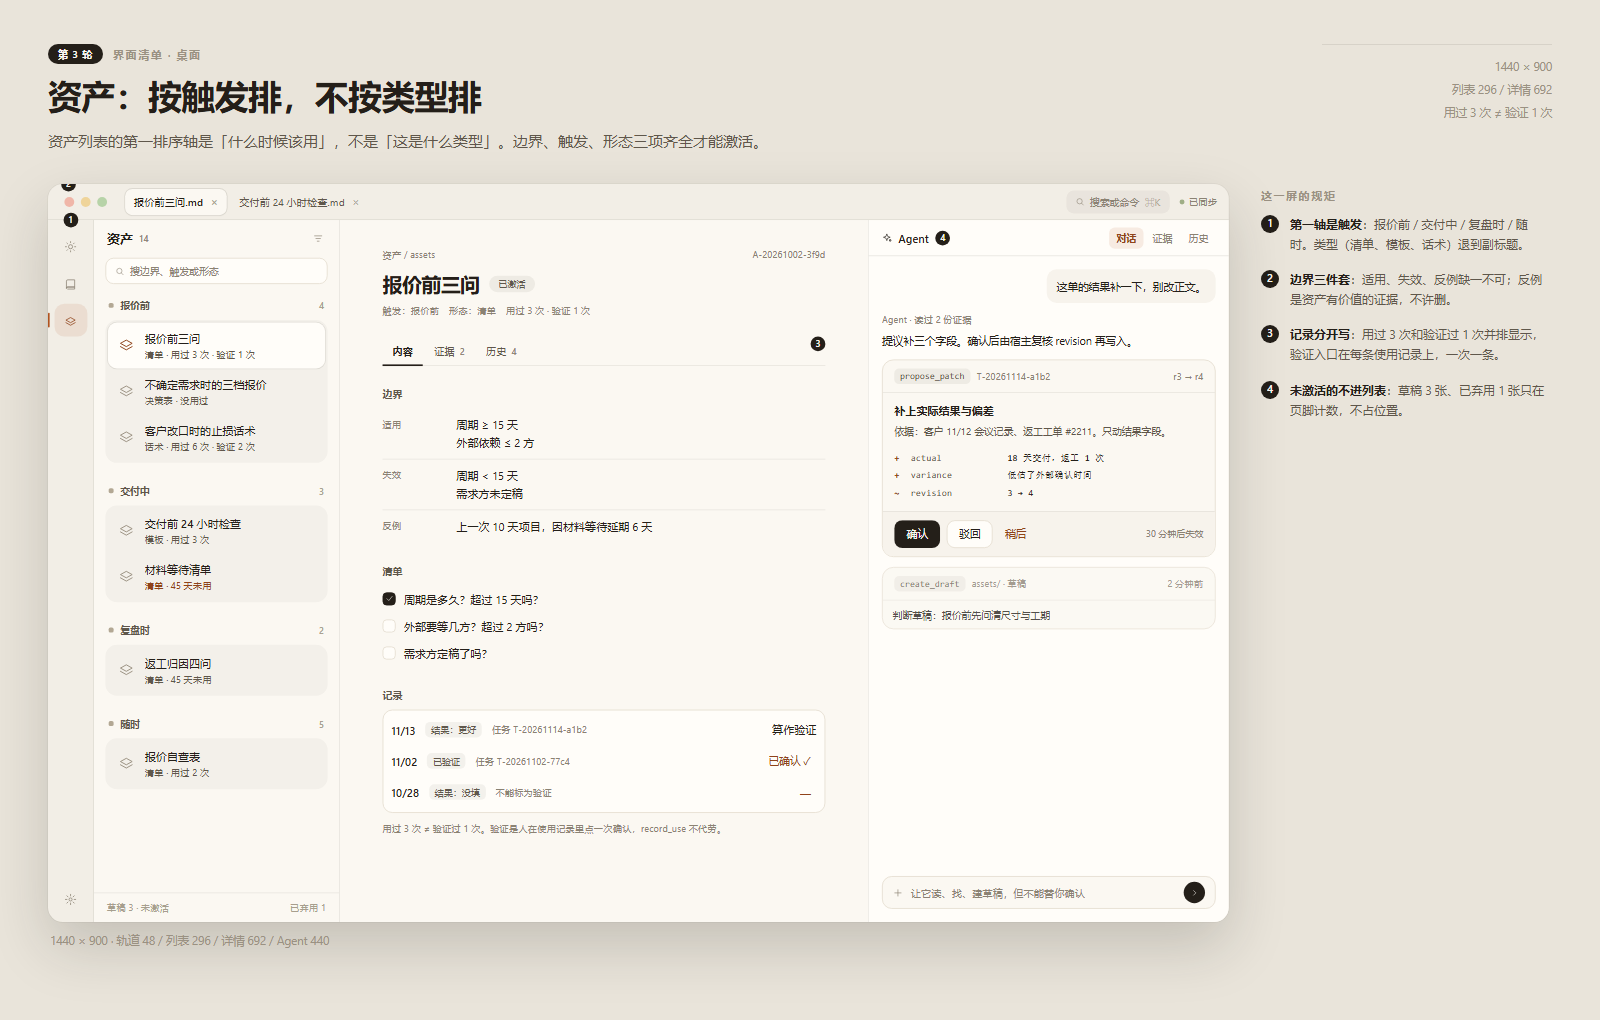 第 3 轮 界面清单 · 桌面
资产：按触发排，不按类型排
资产列表的第一排序轴是「什么时候该用」，不是「这是什么类型」。边界、触发、形态三项齐全才能激活。
1440 × 900
列表 296 / 详情 692
用过 3 次 ≠ 验证 1 次
2
报价前三问.md ×
交付前 24 小时检查.md ×
搜索或命令 ⌘K
已同步
1
资产 14
搜边界、触发或形态
报价前 4
报价前三问
清单 · 用过 3 次 · 验证 1 次
不确定需求时的三档报价
决策表 · 没用过
客户改口时的止损话术
话术 · 用过 6 次 · 验证 2 次
交付中 3
交付前 24 小时检查
模板 · 用过 3 次
材料等待清单
清单 · 45 天未用
复盘时 2
返工归因四问
清单 · 45 天未用
随时 5
报价自查表
清单 · 用过 2 次
草稿 3 · 未激活 已弃用 1
资产 / assets A-20261002-3f9d
报价前三问 已激活
触发：报价前 形态：清单 用过 3 次 · 验证 1 次
内容 证据 2 历史 4
3
边界
适用 周期 ≥ 15 天
外部依赖 ≤ 2 方
失效 周期 < 15 天
需求方未定稿
反例 上一次 10 天项目，因材料等待延期 6 天
清单
周期是多久？超过 15 天吗？
外部要等几方？超过 2 方吗？
需求方定稿了吗？
记录
11/13 结果：更好 任务 T-20261114-a1b2 算作验证
11/02 已验证 任务 T-20261102-77c4 已确认 ✓
10/28 结果：没填 不能标为验证 —
用过 3 次 ≠ 验证过 1 次。验证是人在使用记录里点一次确认，record_use 不代劳。
Agent 4
对话 证据 历史
这单的结果补一下，别改正文。
Agent · 读过 2 份证据
提议补三个字段。确认后由宿主复核 revision 再写入。
propose_patch T-20261114-a1b2 r3 → r4
补上实际结果与偏差
依据：客户 11/12 会议记录、返工工单 #2211。只动结果字段。
+ actual 18 天交付，返工 1 次
+ variance 低估了外部确认时间
~ revision 3 → 4
确认 驳回 稍后 30 分钟后失效
create_draft assets/ · 草稿 2 分钟前
判断草稿：报价前先问清尺寸与工期
+ 让它读、找、建草稿，但不能替你确认
这一屏的规矩
1 第一轴是触发：报价前 / 交付中 / 复盘时 / 随
时。类型（清单、模板、话术）退到副标题。
2 边界三件套：适用、失效、反例缺一不可；反例
是资产有价值的证据，不许删。
3 记录分开写：用过 3 次和验证过 1 次并排显示，
验证入口在每条使用记录上，一次一条。
4 未激活的不进列表：草稿 3 张、已弃用 1 张只在
页脚计数，不占位置。
1440 × 900 · 轨道 48 / 列表 296 / 详情 692 / Agent 440